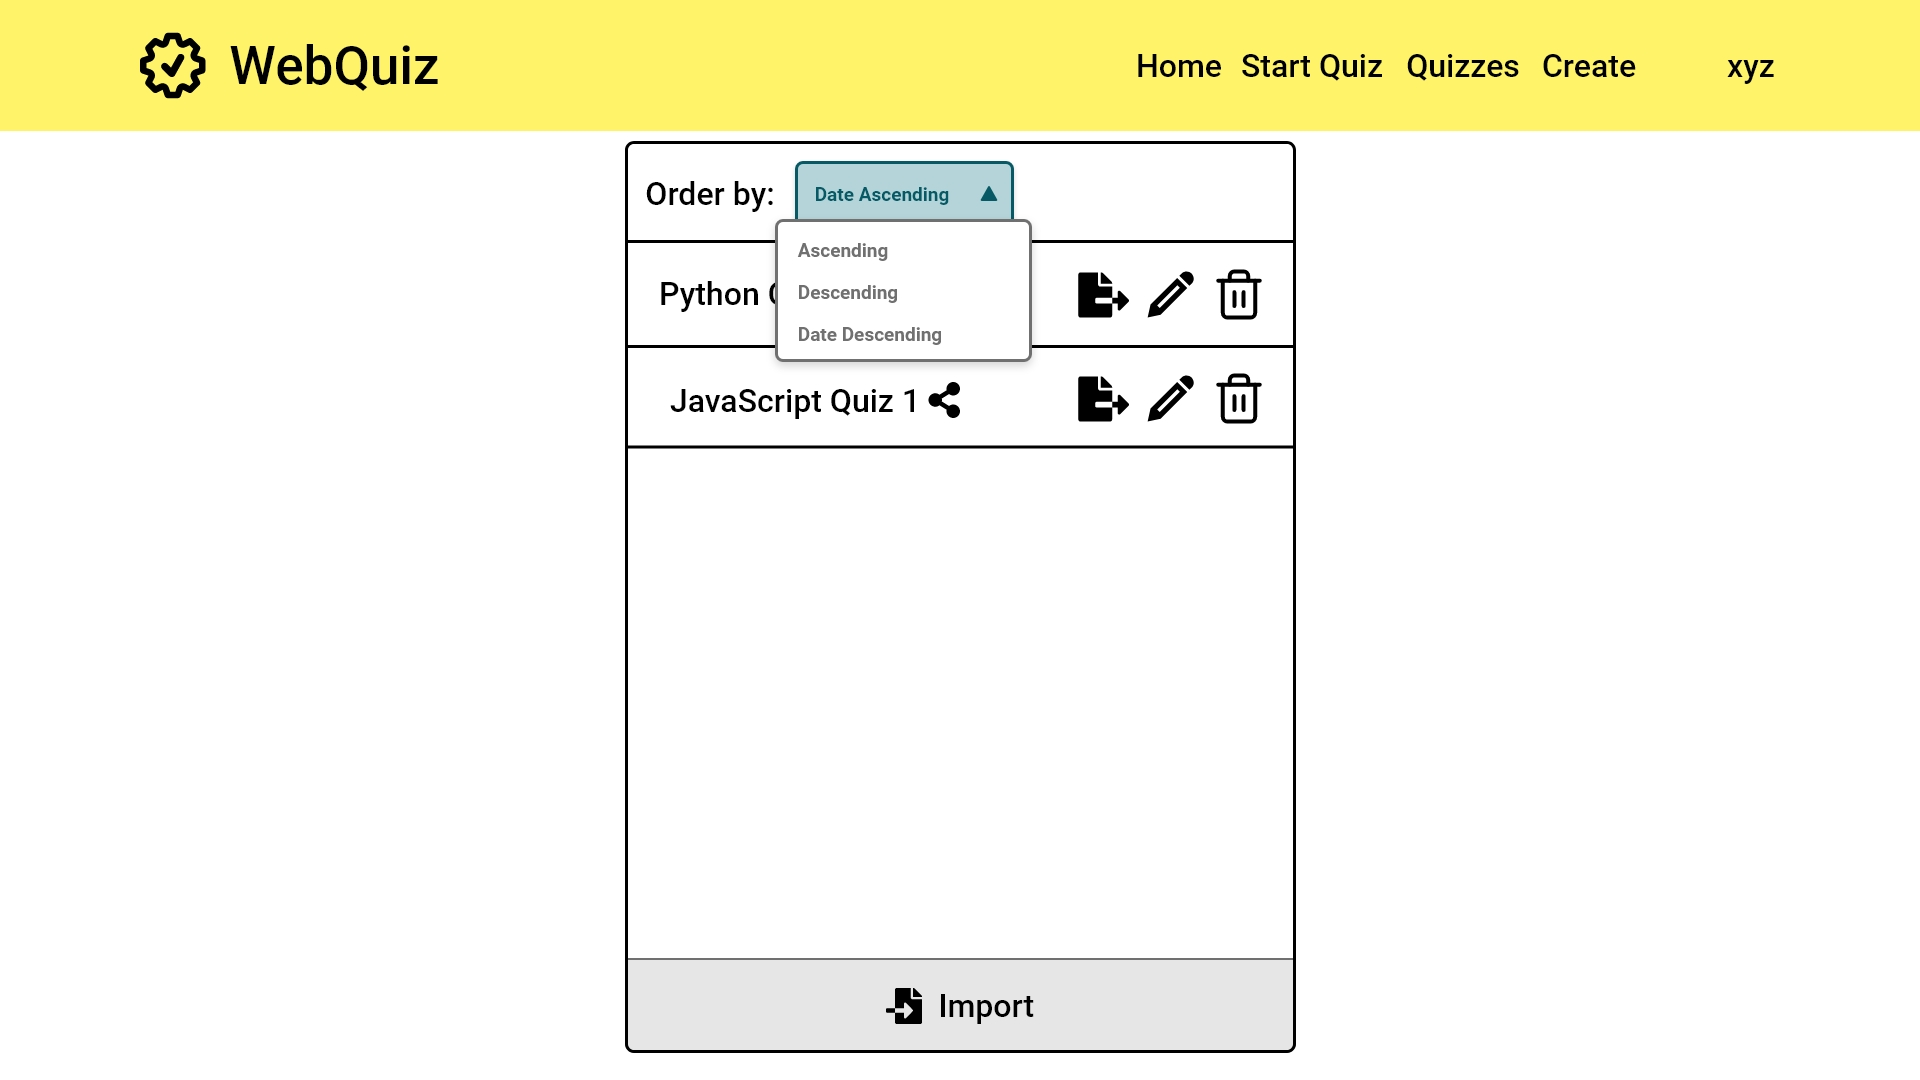 WebQuiz
Home Start Quiz Quizzes Create xyz
Order by: Date Ascending
Ascending
Descending
Date Descending
Python
JavaScript Quiz 1
Import